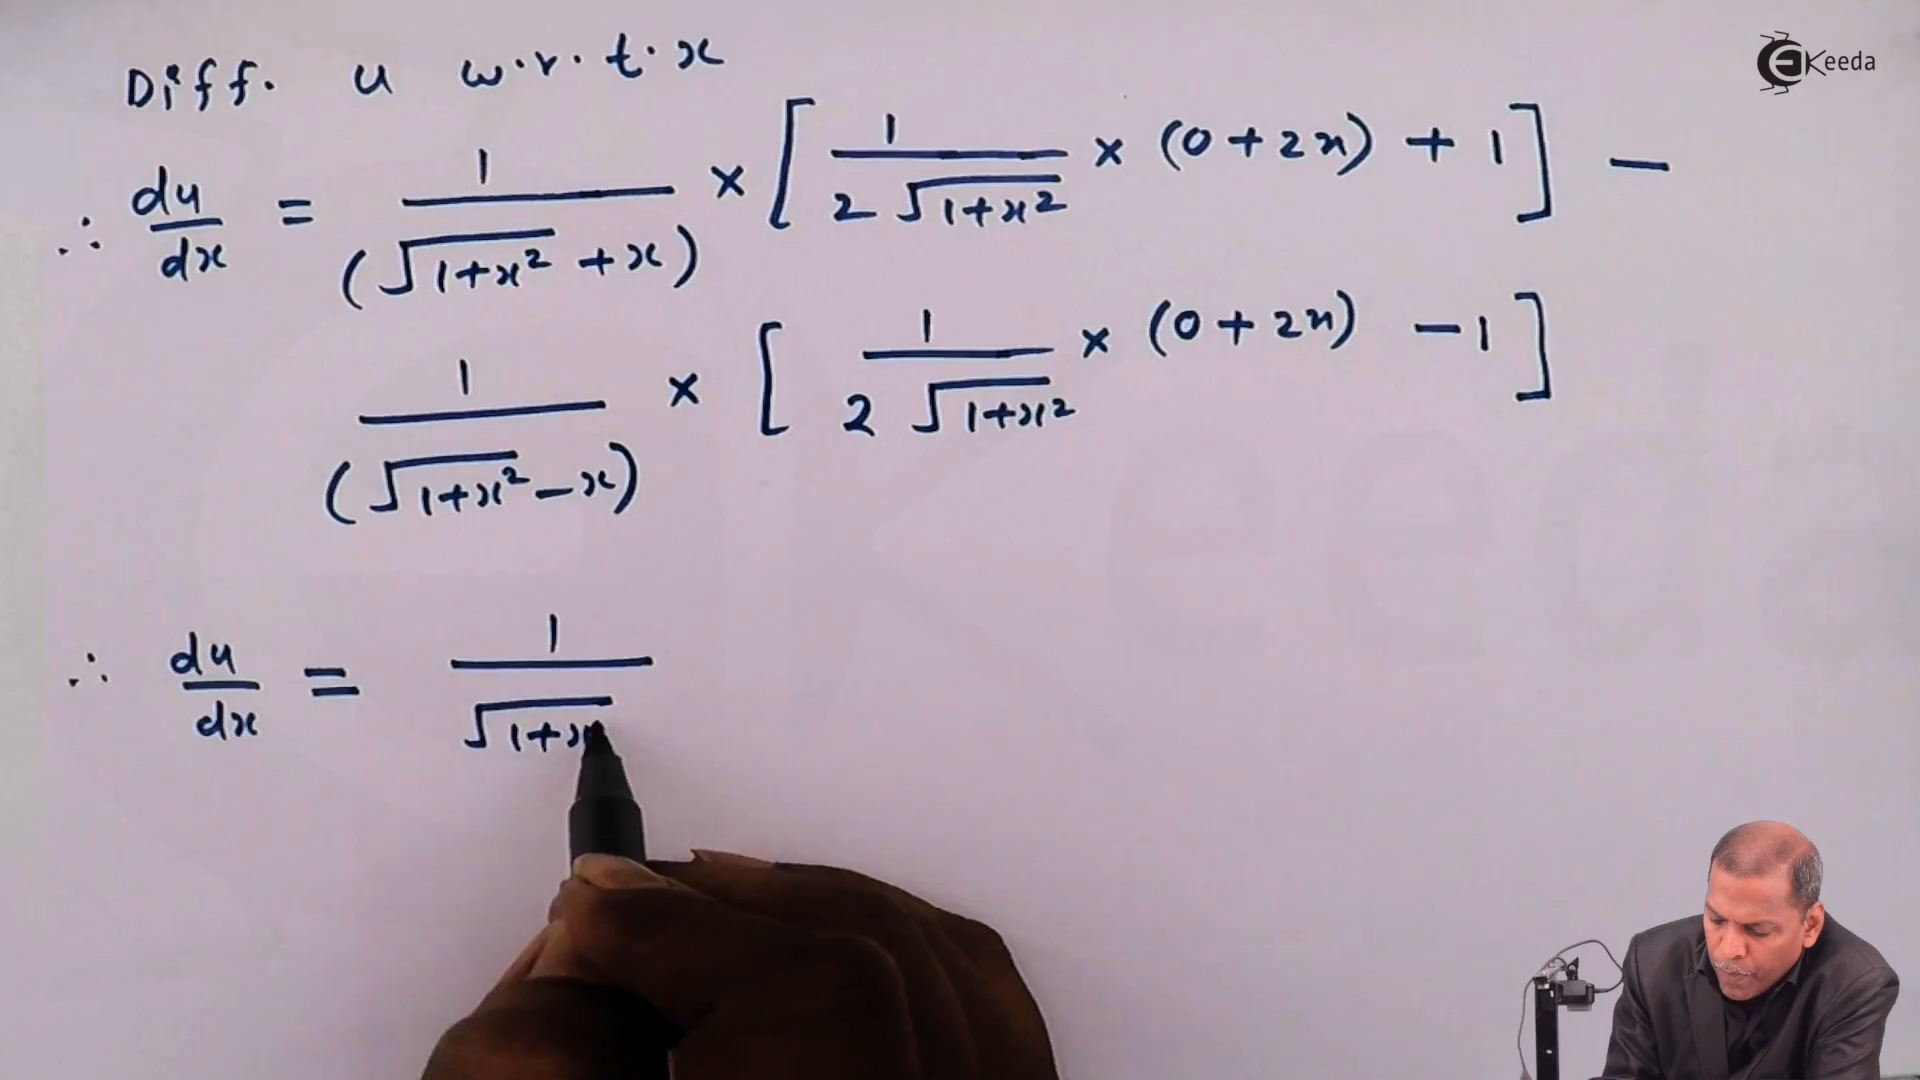 Keeda
Diff. u w.r.t.x
∴ du/dx = 1/(√1+x² + x) × [1/2√1+x² × (0+2x) + 1] −
1/(√1+x² − x) × [1/2√1+x² × (0+2x) − 1]
∴ du/dx = 1/√1+x